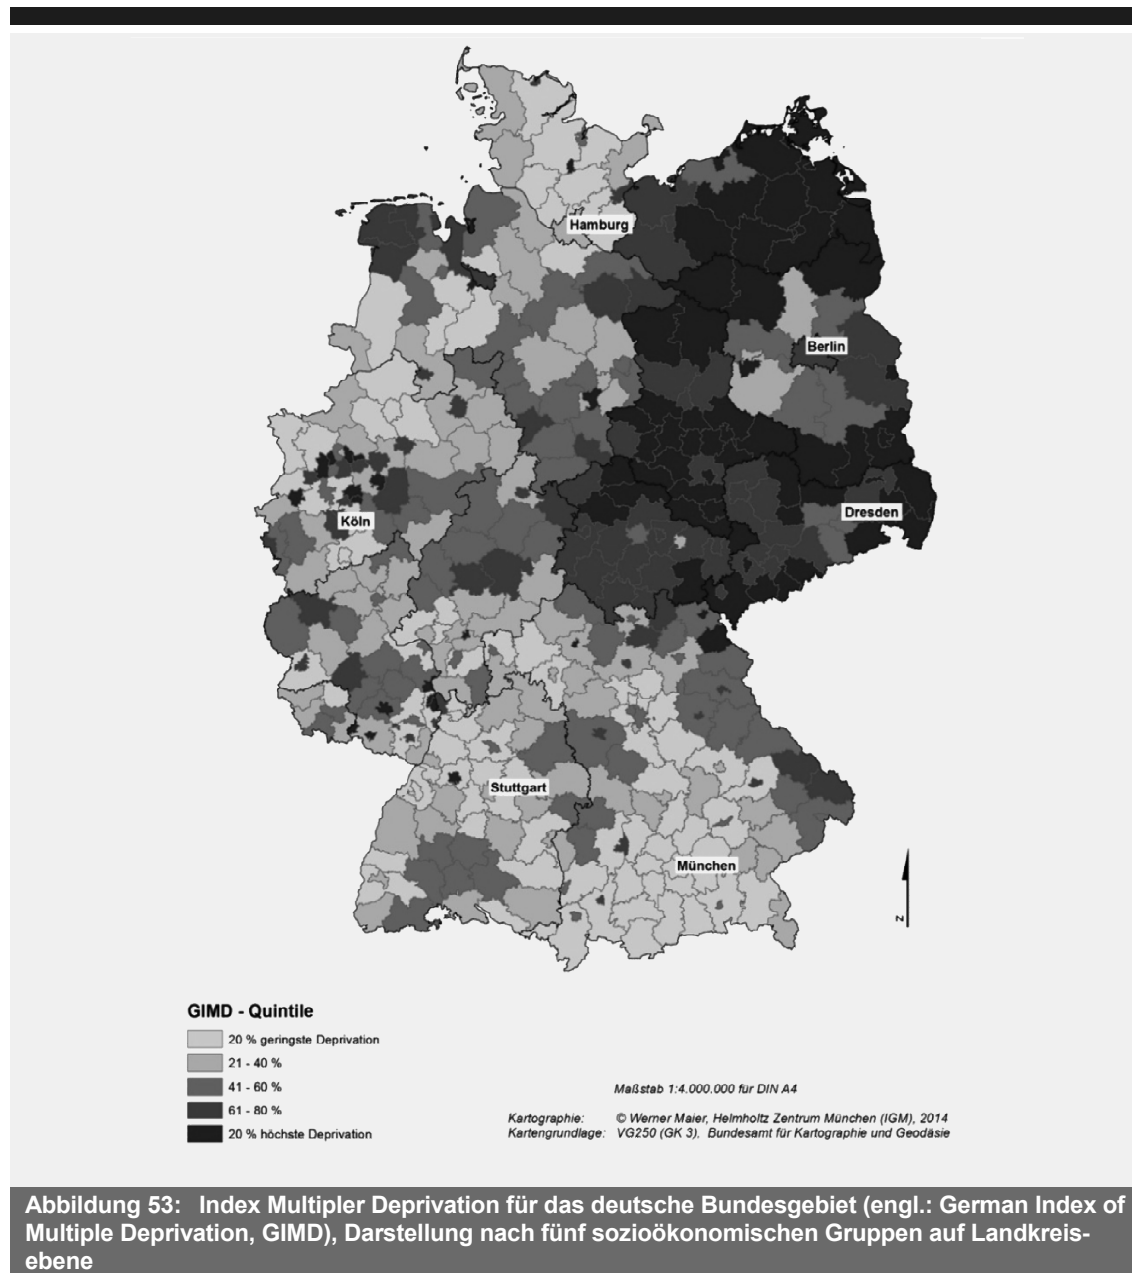 Hamburg
Berlin
Dresden
Köln
Stuttgart
München
N
GIMD - Quintile
20 % geringste Deprivation
21 - 40 %
41 - 60 %
61 - 80 %
20 % höchste Deprivation
Maßstab 1:4.000.000 für DIN A4
Kartographie: © Werner Maier, Helmholtz Zentrum München (IGM), 2014
Kartengrundlage: VG250 (GK 3), Bundesamt für Kartographie und Geodäsie
Abbildung 53: Index Multipler Deprivation für das deutsche Bundesgebiet (engl.: German Index of
Multiple Deprivation, GIMD), Darstellung nach fünf sozioökonomischen Gruppen auf Landkreis-
ebene